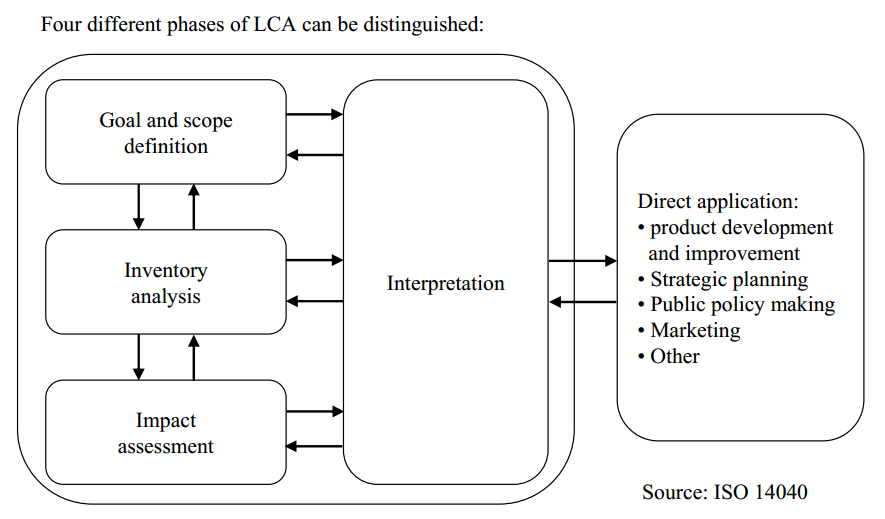 Four different phases of LCA can be distinguished:
Goal and scope
definition
Inventory
analysis
Impact
assessment
Interpretation
Direct application:
• product development
and improvement
• Strategic planning
• Public policy making
• Marketing
• Other
Source: ISO 14040